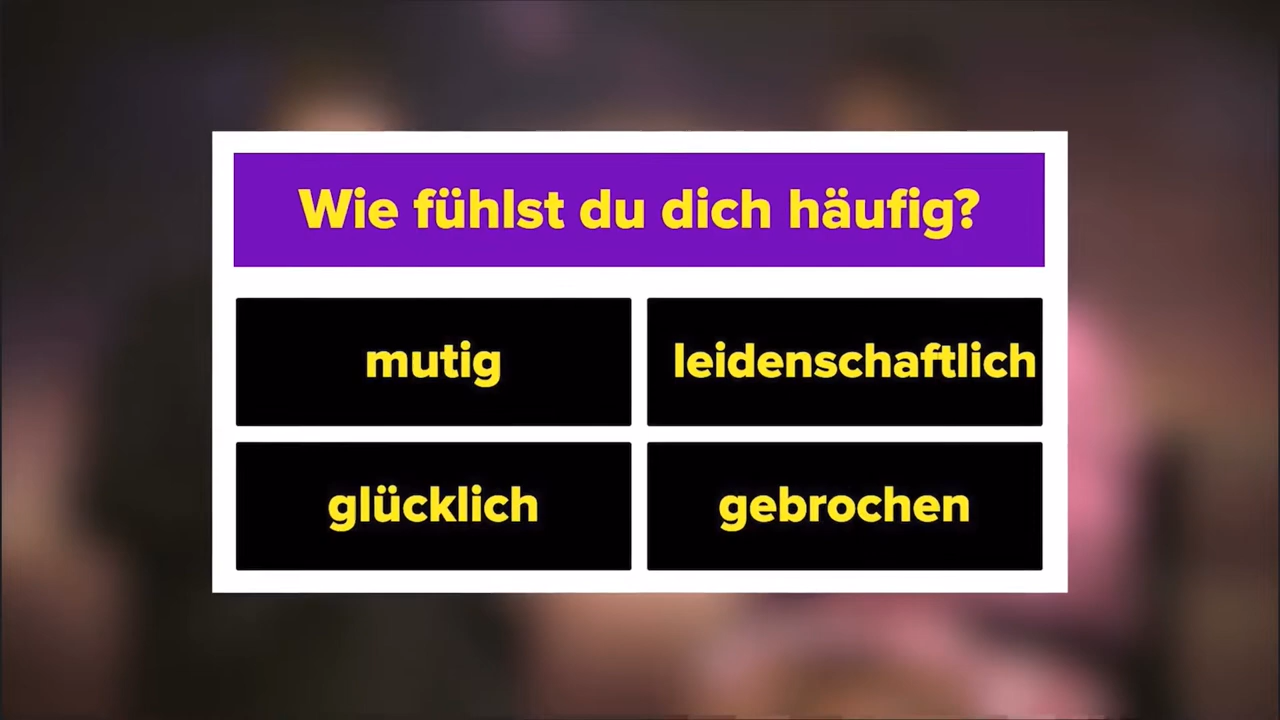 Wie fühlst du dich häufig?
mutig
leidenschaftlich
glücklich
gebrochen